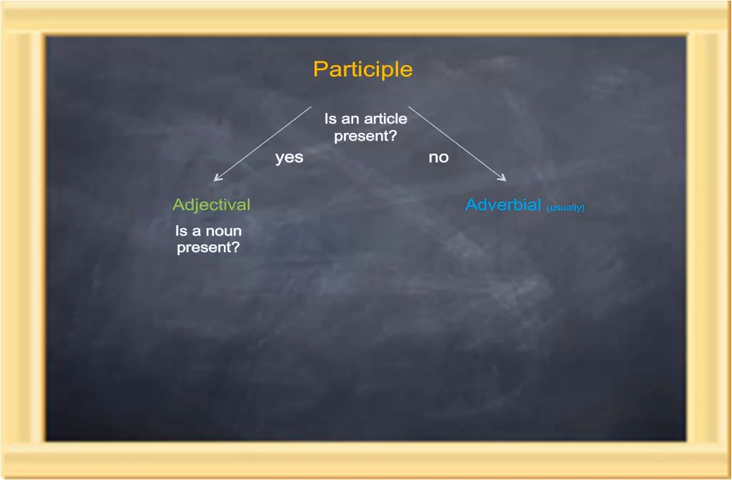 Participle
Is an article
present?
yes
no
Adjectival
Adverbial (usually)
Is a noun
present?